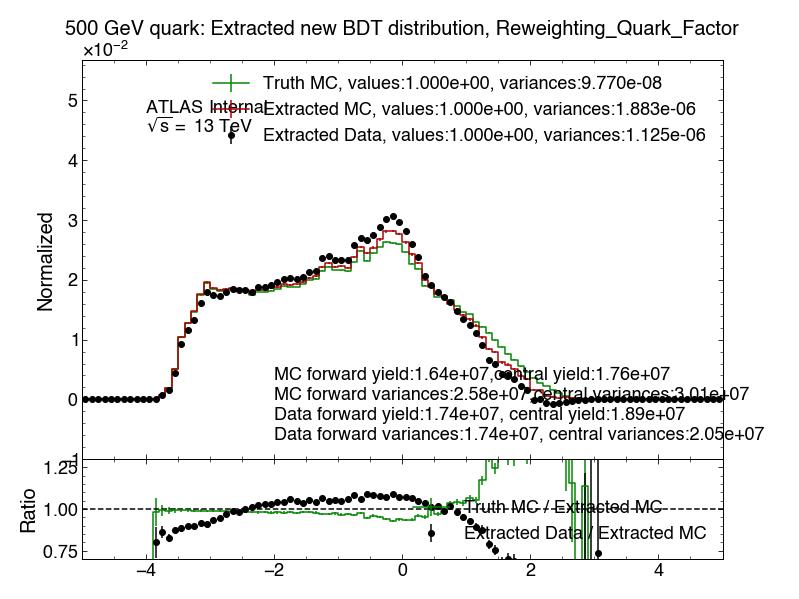 500 GeV quark: Extracted new BDT distribution, Reweighting_Quark_Factor
×10⁻²
Truth MC, values:1.000e+00, variances:9.770e-08
ATLAS Internal
Extracted MC, values:1.000e+00, variances:1.883e-06
√s = 13 TeV
Extracted Data, values:1.000e+00, variances:1.125e-06
5
4
3
2
1
0
Normalized
MC forward yield:1.64e+07, central yield:1.76e+07
MC forward variances:2.58e+07, central variances:3.01e+07
Data forward yield:1.74e+07, central yield:1.89e+07
Data forward variances:1.74e+07, central variances:2.05e+07
1.25
1.00
0.75
Ratio
Truth MC / Extracted MC
Extracted Data / Extracted MC
−4
−2
0
2
4